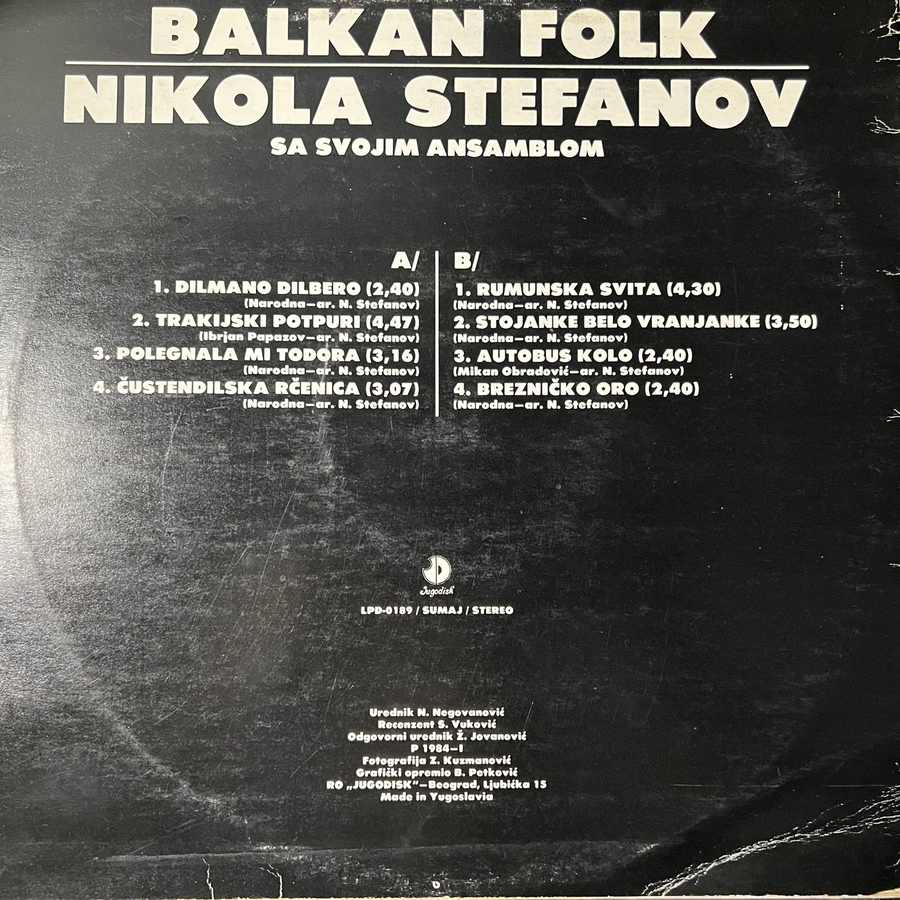 BALKAN FOLK
NIKOLA STEFANOV
SA SVOJIM ANSAMBLOM
A/
1. DILMANO DILBERO (2,40)
(Narodna—ar. N. Stefanov)
2. TRAKIJSKI POTPURI (4,47)
(Ibrjan Papazov—ar. N. Stefanov)
3. POLEGNALA MI TODORA (3,16)
(Narodna—ar. N. Stefanov)
4. ČUSTENDILSKA RČENICA (3,07)
(Narodna—ar. N. Stefanov)
B/
1. RUMUNSKA SVITA (4,30)
(Narodna—ar. N. Stefanov)
2. STOJANKE BELO VRANJANKE (3,50)
(Narodna—ar. N. Stefanov)
3. AUTOBUS KOLO (2,40)
(Mikan Obradović—ar. N. Stefanov)
4. BREZNIČKO ORO (2,40)
(Narodna—ar. N. Stefanov)
Jugodisk
LPD-0189 / SUMAJ / STEREO
Urednik N. Negovanović
Recenzent S. Vuković
Odgovorni urednik Ž. Jovanović
P 1984—I
Fotografija Z. Kuzmanović
Grafički opremio B. Petković
RO „JUGODISK“—Beograd, Ljubićka 15
Made in Yugoslavia